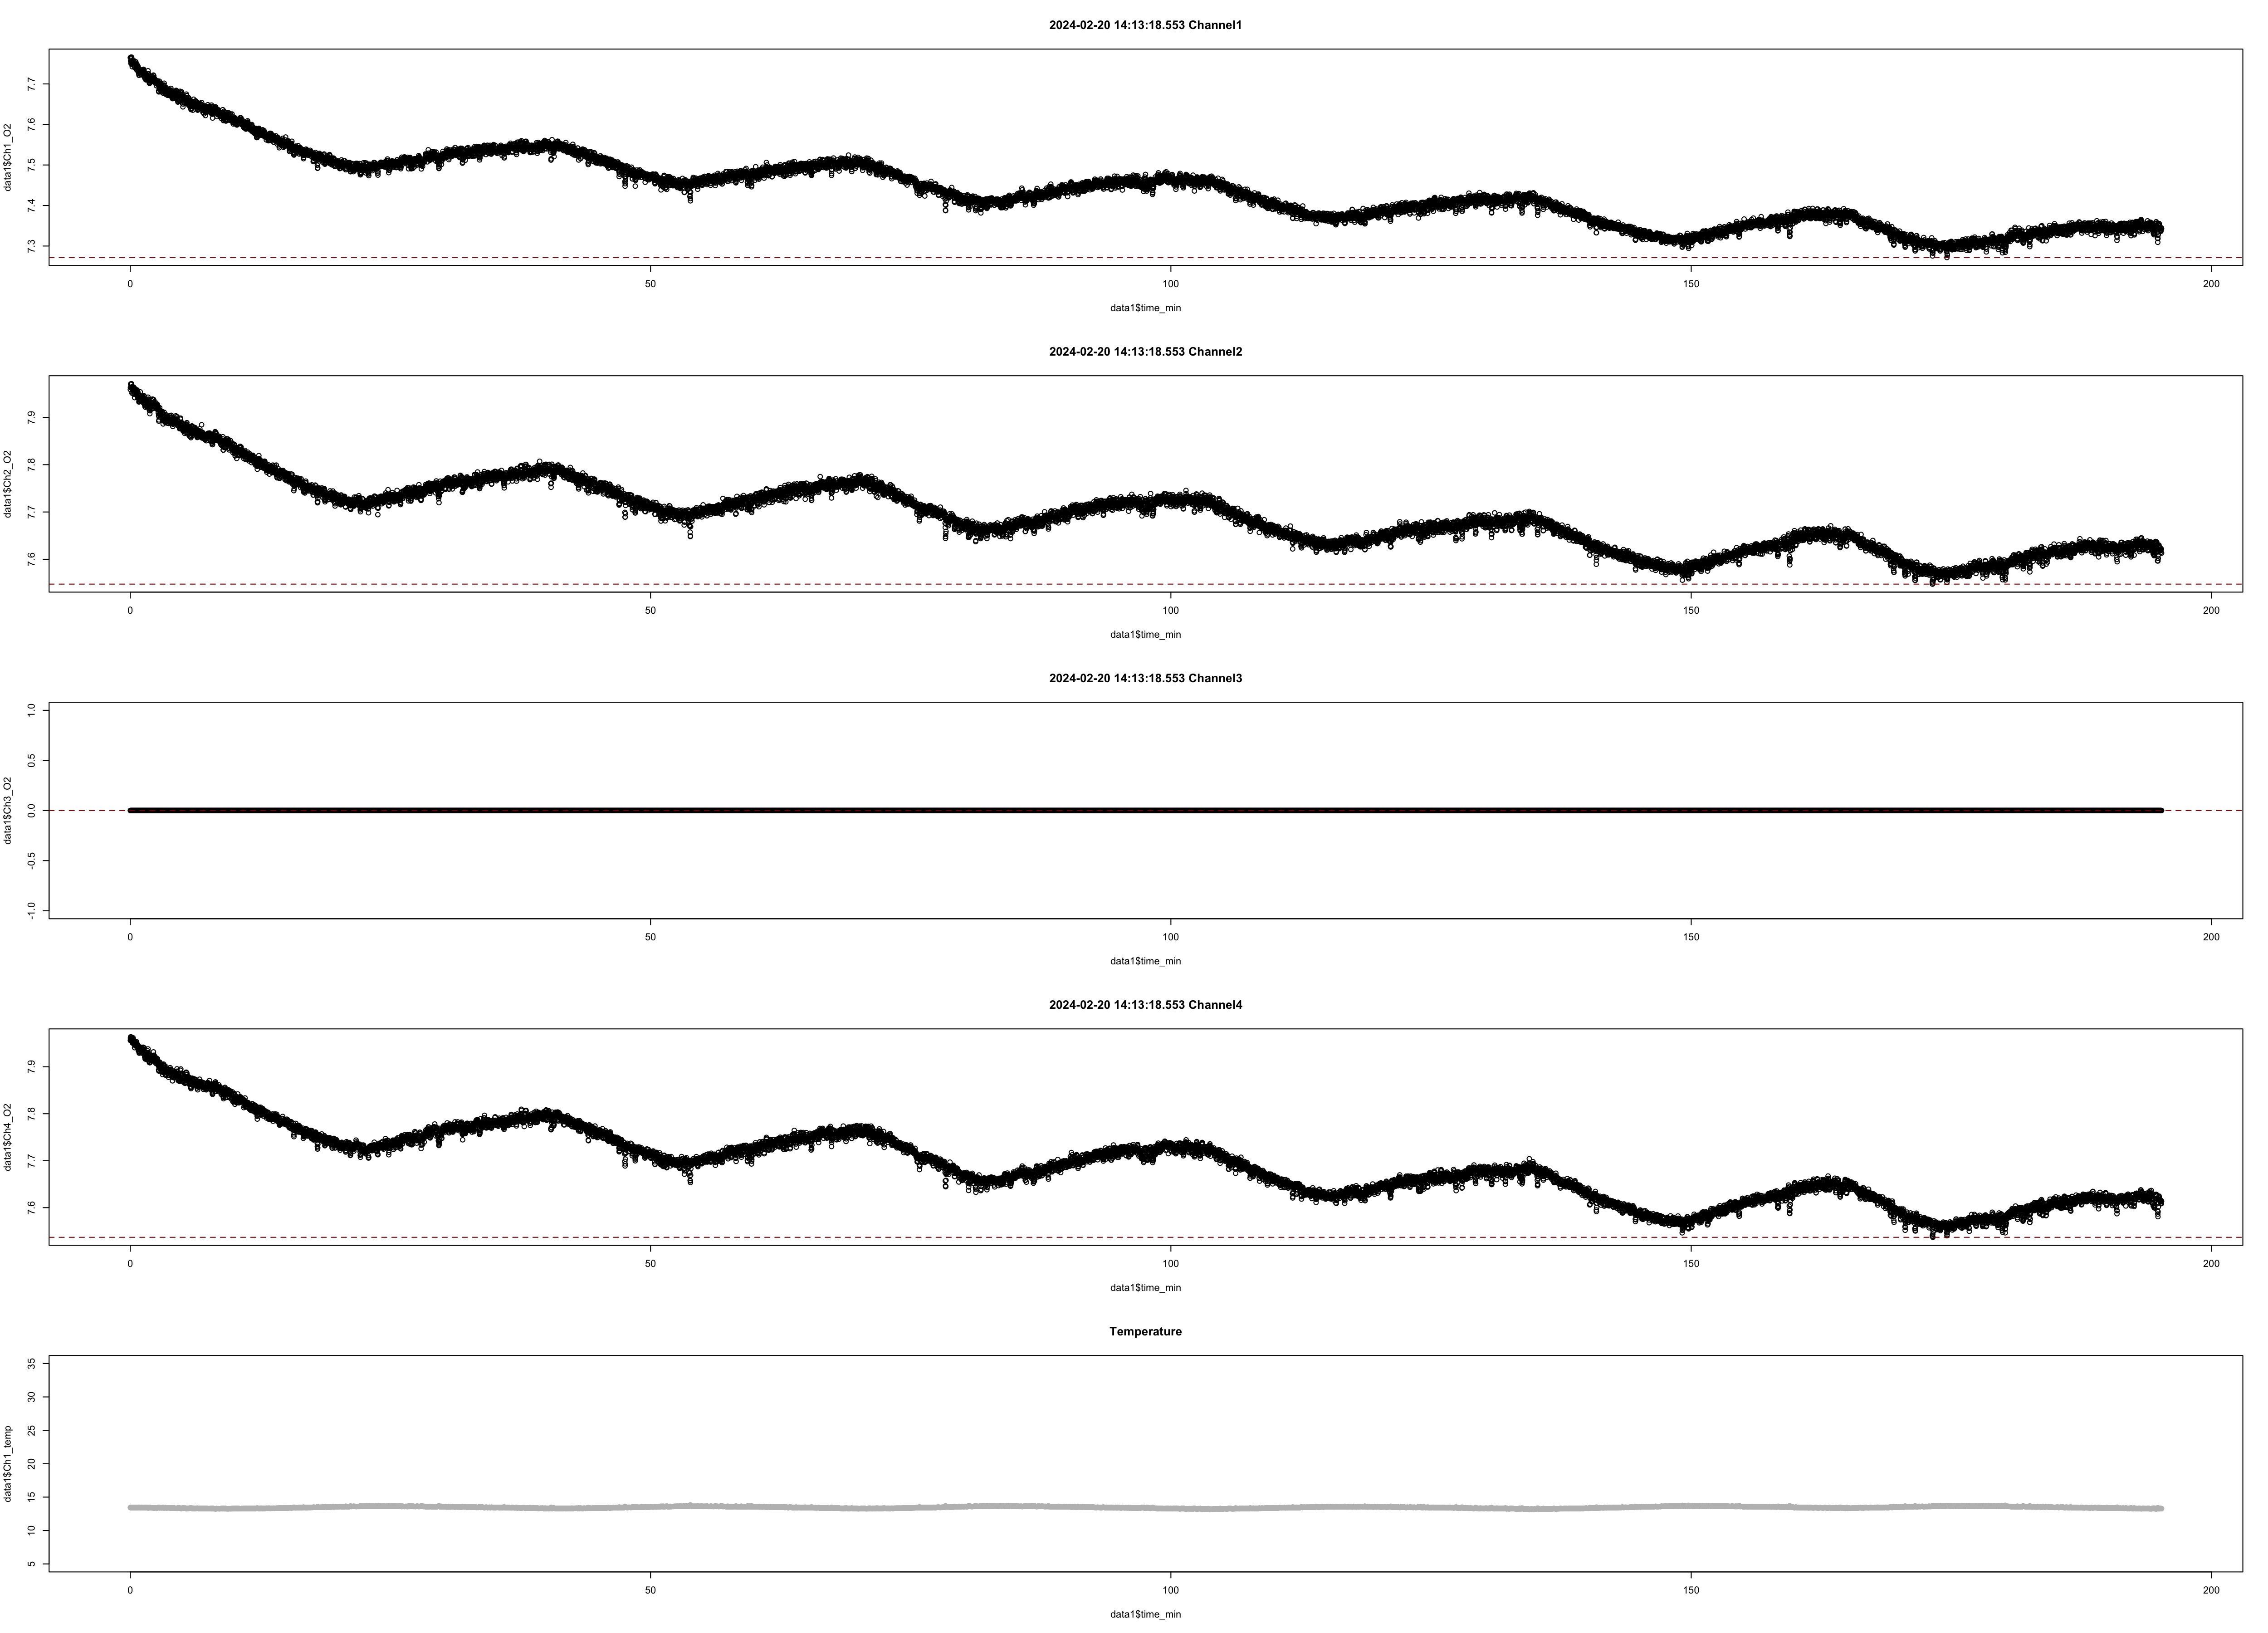 2024-02-20 14:13:18.553 Channel1
data1$Ch1_O2
7.7
7.6
7.5
7.4
7.3
0 50 100 150 200
data1$time_min
2024-02-20 14:13:18.553 Channel2
data1$Ch2_O2
7.9
7.8
7.7
7.6
0 50 100 150 200
data1$time_min
2024-02-20 14:13:18.553 Channel3
data1$Ch3_O2
1.0
0.5
0.0
-0.5
-1.0
0 50 100 150 200
data1$time_min
2024-02-20 14:13:18.553 Channel4
data1$Ch4_O2
7.9
7.8
7.7
7.6
0 50 100 150 200
data1$time_min
Temperature
data1$Ch1_temp
35
30
25
20
15
10
5
0 50 100 150 200
data1$time_min